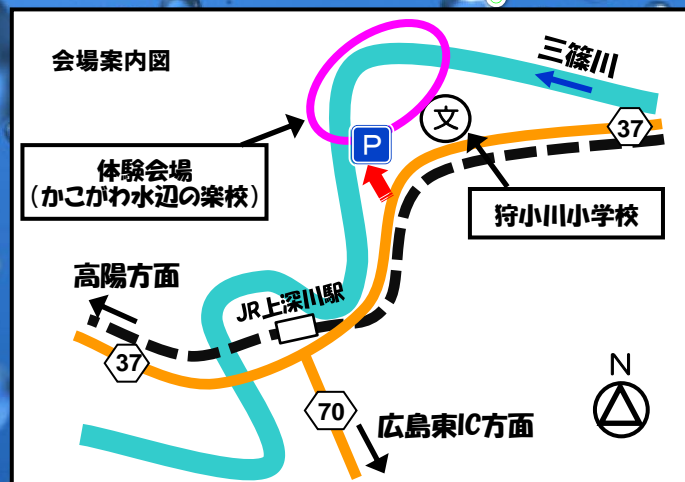 会場案内図
三篠川
37
文
P
体験会場
(かこがわ水辺の楽校)
狩小川小学校
高陽方面
JR上深川駅
37
70
広島東IC方面
N